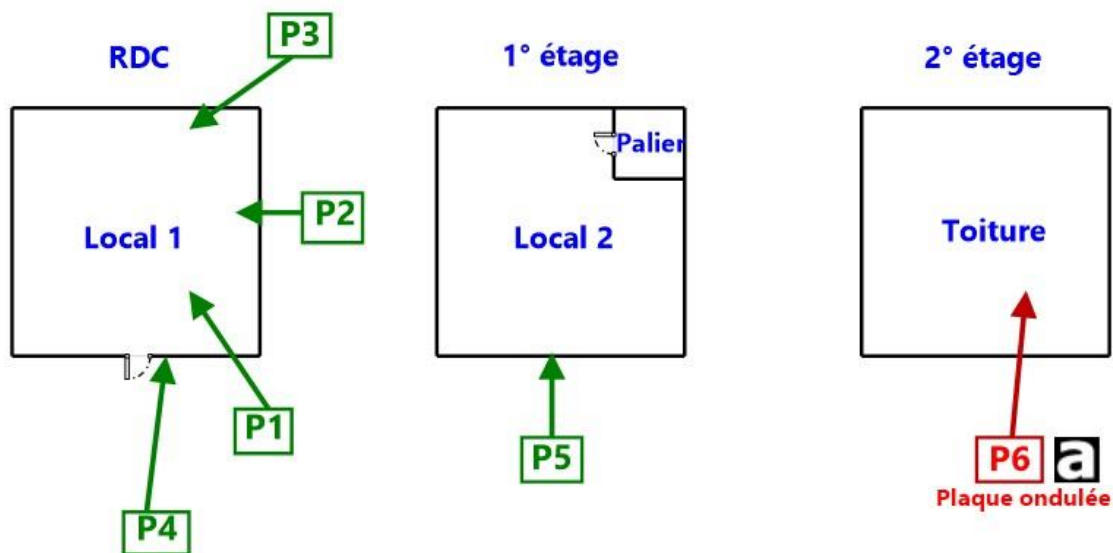 P3
RDC
1° étage
2° étage
Palier
P2
Local 1
Local 2
Toiture
P1
P5
P6 a
Plaque ondulée
P4